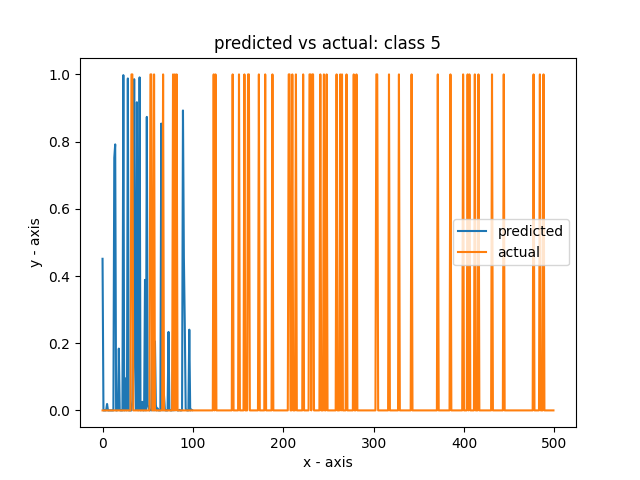 predicted vs actual: class 5
1.0
0.8
0.6
0.4
0.2
0.0
y - axis
predicted
actual
0 100 200 300 400 500
x - axis